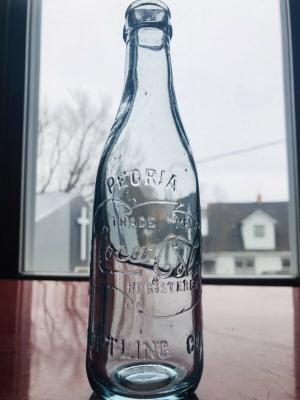 PEORIA
TRADE MARK
Coca-Cola
REGISTERED
BOTTLING CO